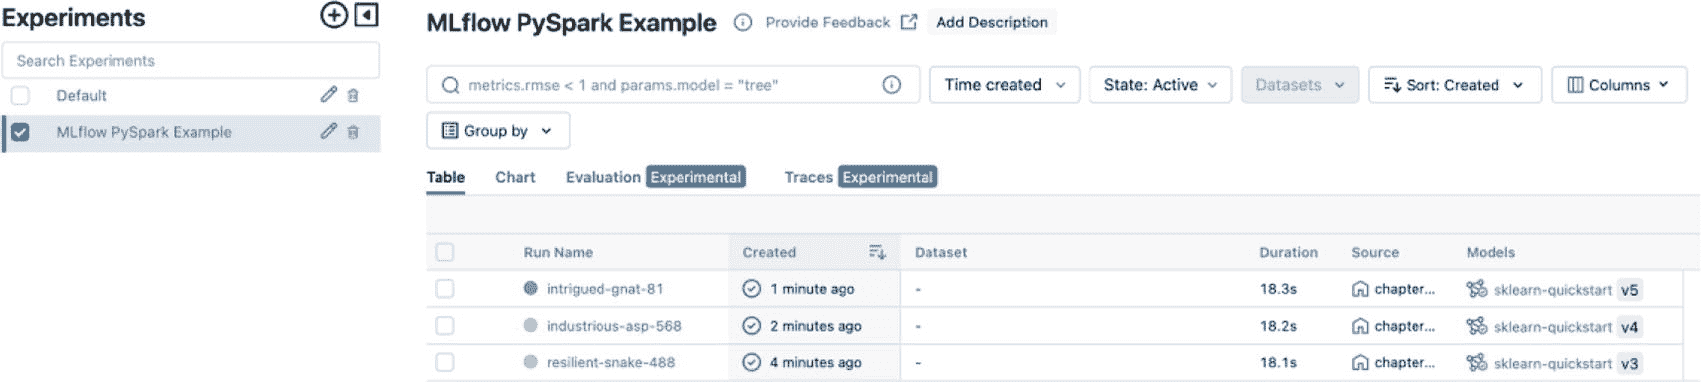 Experiments
Search Experiments
Default
MLflow PySpark Example
MLflow PySpark Example Provide Feedback Add Description
metrics.rmse < 1 and params.model = "tree" Time created State: Active Datasets Sort: Created Columns
Group by
Table Chart Evaluation Experimental Traces Experimental
Run Name Created Dataset Duration Source Models
intrigued-gnat-81 1 minute ago - 18.3s chapter... sklearn-quickstart v5
industrious-asp-568 2 minutes ago - 18.2s chapter... sklearn-quickstart v4
resilient-snake-488 4 minutes ago - 18.1s chapter... sklearn-quickstart v3